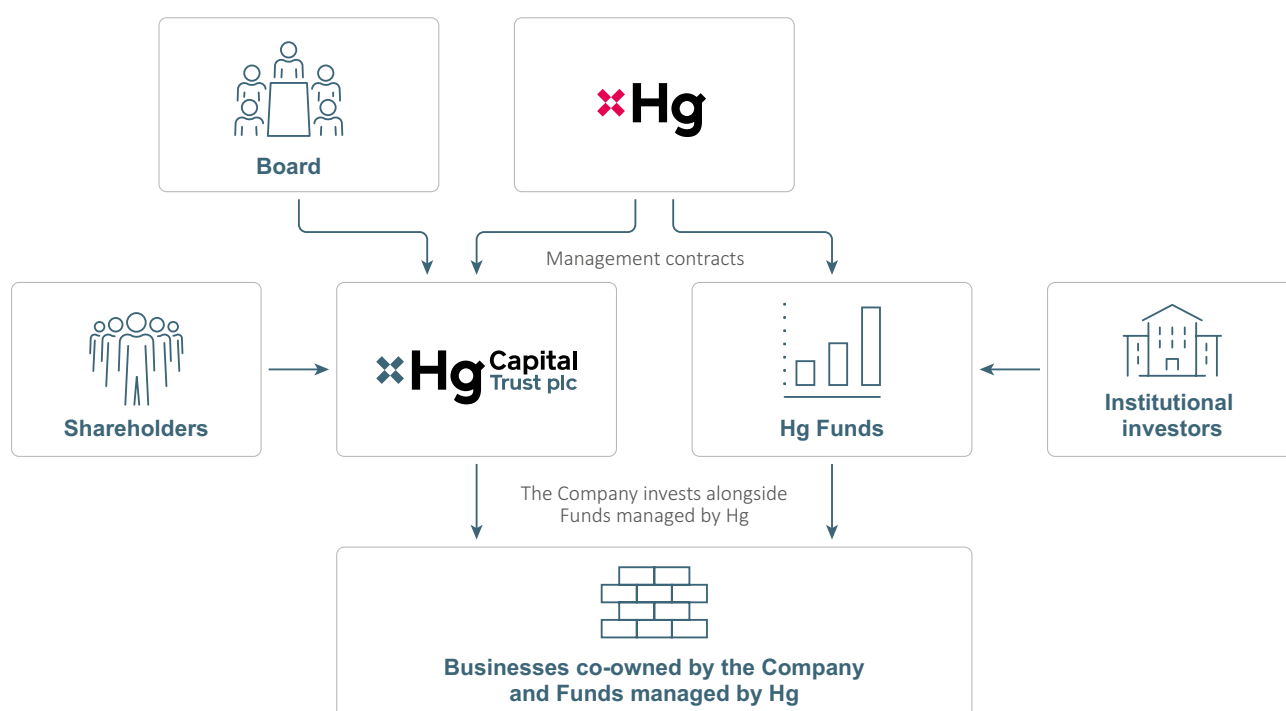 Board
Hg
Management contracts
Shareholders
Hg Capital
Trust plc
Hg Funds
Institutional
investors
The Company invests alongside
Funds managed by Hg
Businesses co-owned by the Company
and Funds managed by Hg